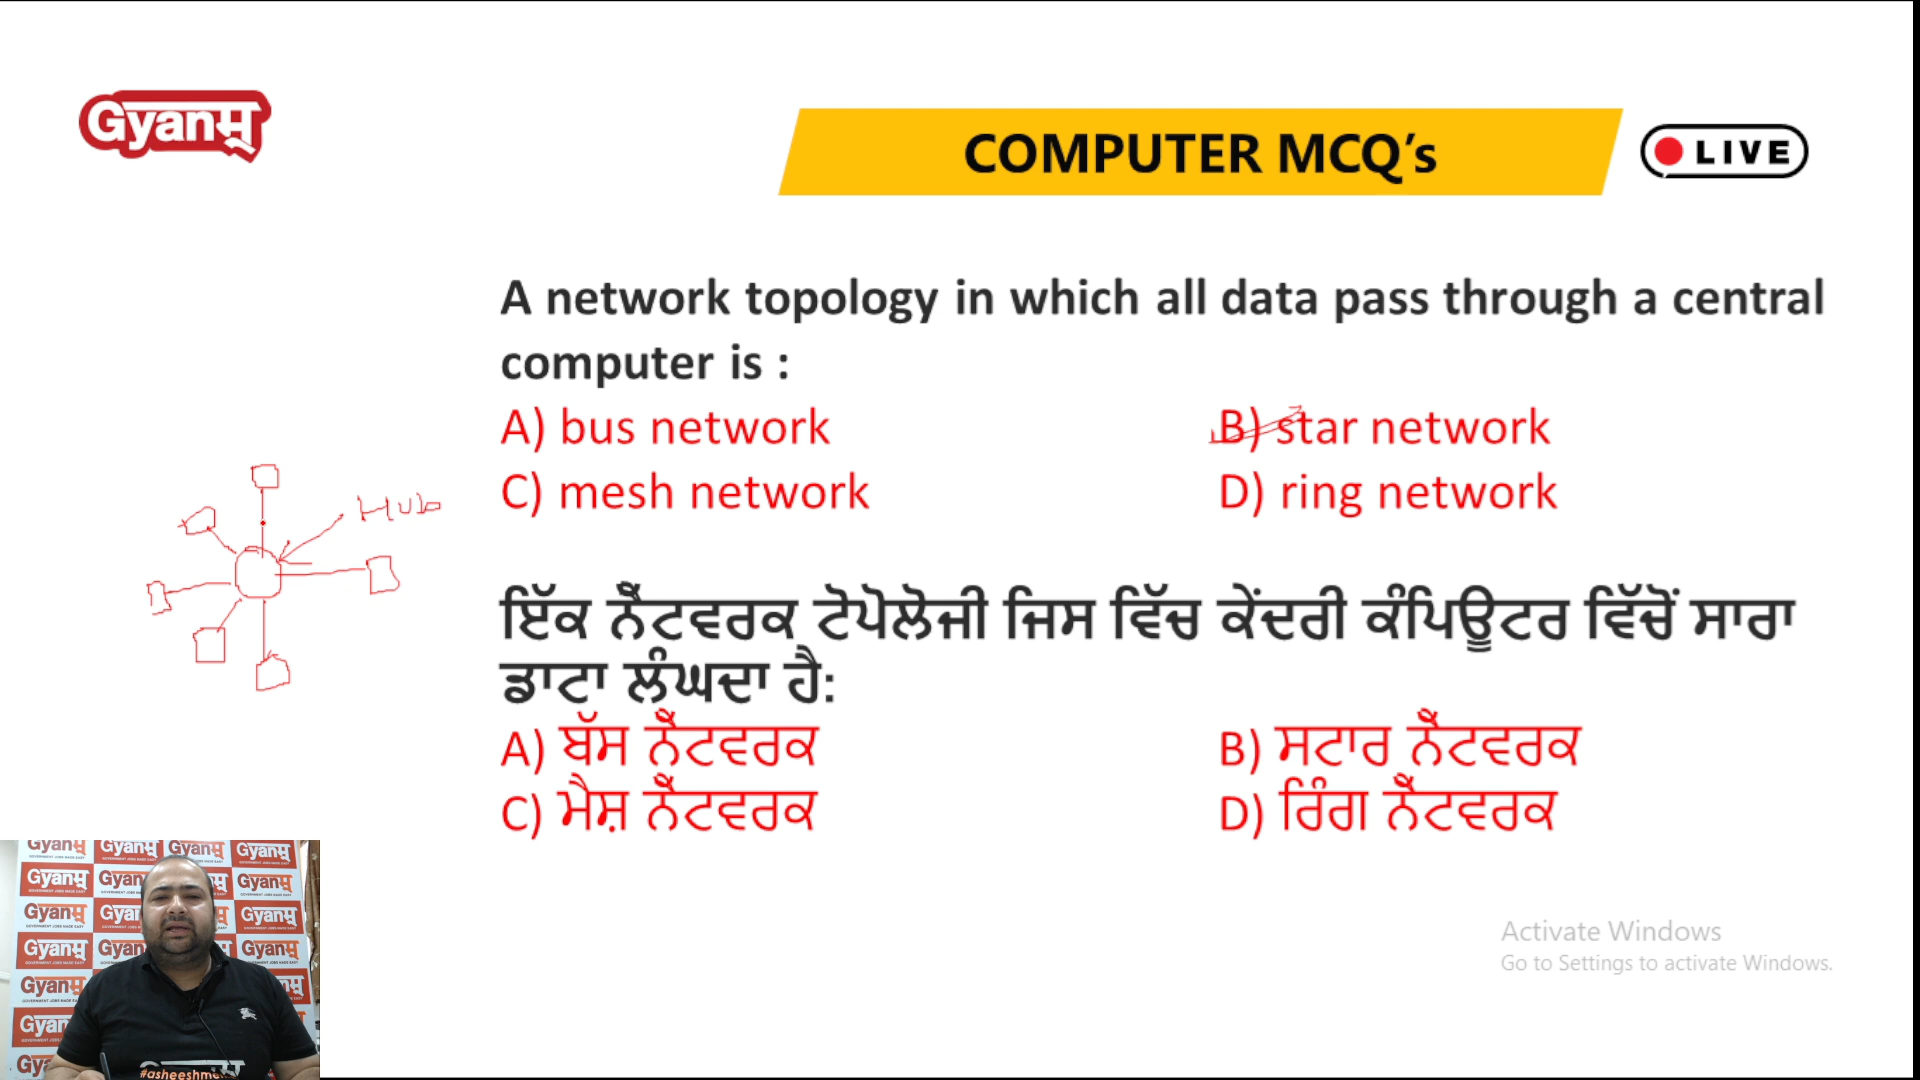 Gyanਸ੍ਰ
COMPUTER MCQ’s
LIVE
A network topology in which all data pass through a central
computer is :
A) bus network
B) star network
C) mesh network
D) ring network
Hub
ਇੱਕ ਨੈੱਟਵਰਕ ਟੋਪੋਲੋਜੀ ਜਿਸ ਵਿੱਚ ਕੇਂਦਰੀ ਕੰਪਿਊਟਰ ਵਿੱਚੋਂ ਸਾਰਾ
ਡਾਟਾ ਲੰਘਦਾ ਹੈ:
A) ਬੱਸ ਨੈੱਟਵਰਕ
B) ਸਟਾਰ ਨੈੱਟਵਰਕ
C) ਮੈਸ਼ ਨੈੱਟਵਰਕ
D) ਰਿੰਗ ਨੈੱਟਵਰਕ
Activate Windows
Go to Settings to activate Windows.